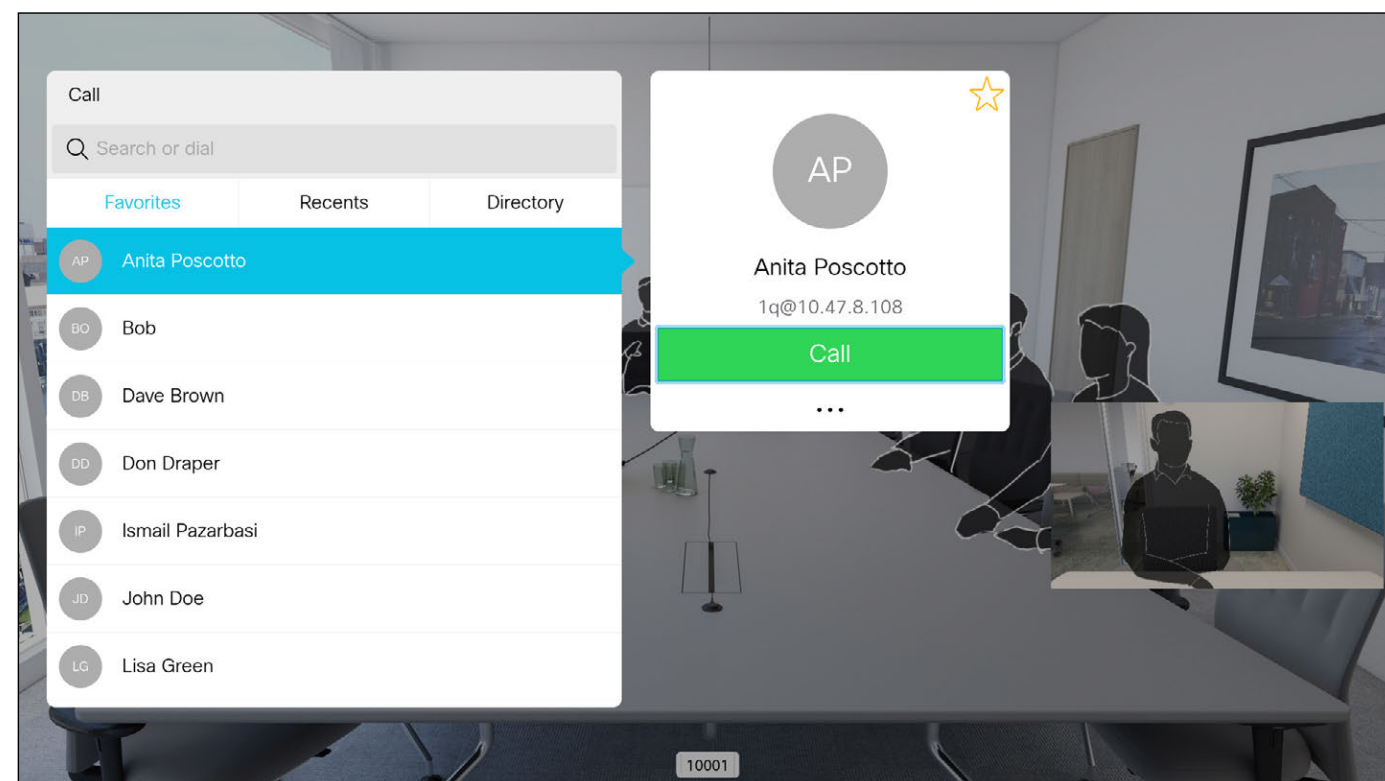 Call
Search or dial
Favorites Recents Directory
AP Anita Poscotto
BO Bob
DB Dave Brown
DD Don Draper
IP Ismail Pazarbasi
JD John Doe
LG Lisa Green
AP
Anita Poscotto
1q@10.47.8.108
Call
...
10001